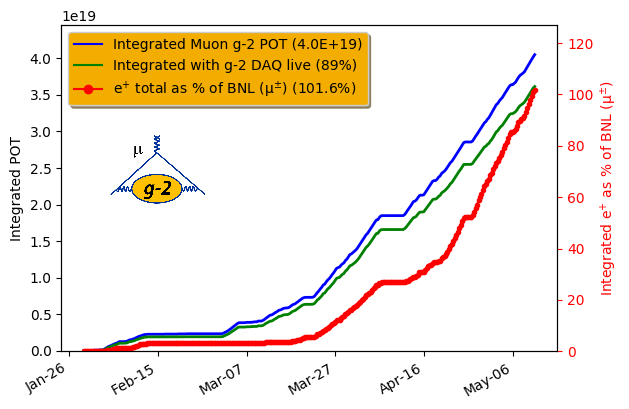 1e19
Integrated Muon g-2 POT (4.0E+19)
Integrated with g-2 DAQ live (89%)
e⁺ total as % of BNL (μ±) (101.6%)
μ
g-2
Integrated POT
4.0
3.5
3.0
2.5
2.0
1.5
1.0
0.5
0.0
120
100
80
60
40
20
0
Integrated e⁺ as % of BNL (μ±)
Jan-26
Feb-15
Mar-07
Mar-27
Apr-16
May-06